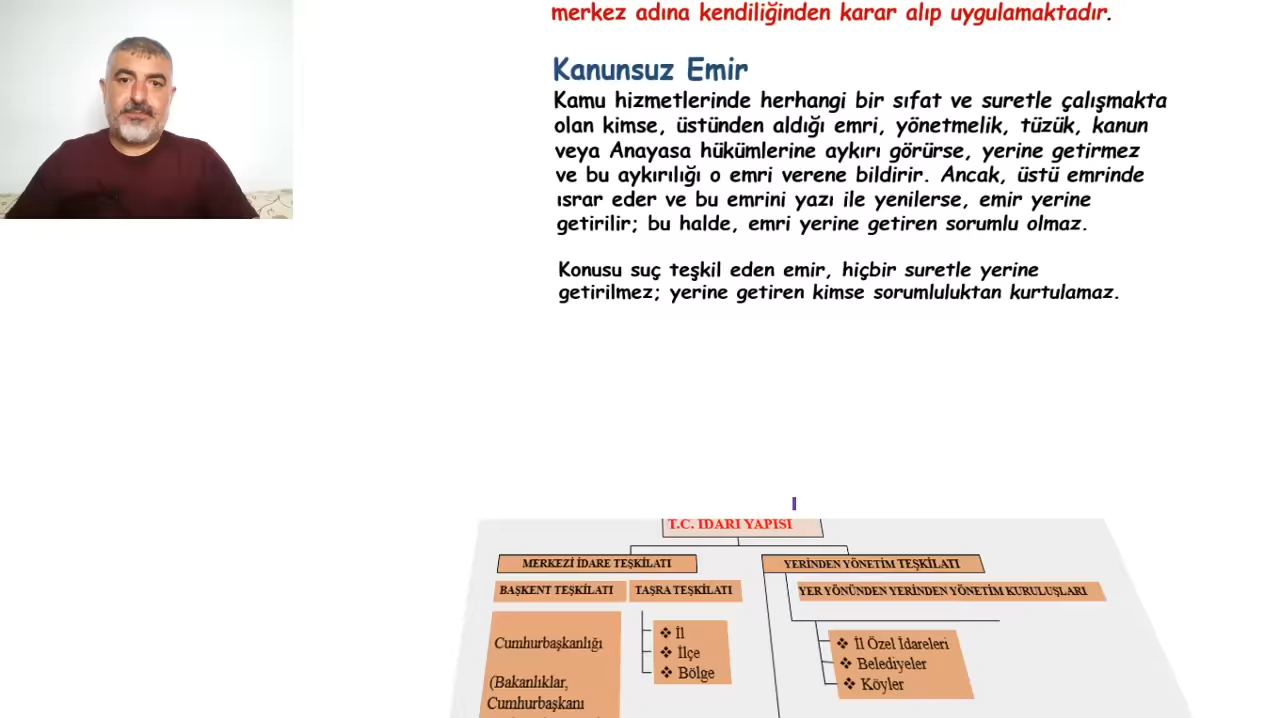 merkez adına kendiliğinden karar alıp uygulamaktadır.
Kanunsuz Emir
Kamu hizmetlerinde herhangi bir sıfat ve suretle çalışmakta
olan kimse, üstünden aldığı emri, yönetmelik, tüzük, kanun
veya Anayasa hükümlerine aykırı görürse, yerine getirmez
ve bu aykırılığı o emri verene bildirir. Ancak, üstü emrinde
ısrar eder ve bu emrini yazı ile yenilerse, emir yerine
getirilir; bu halde, emri yerine getiren sorumlu olmaz.
Konusu suç teşkil eden emir, hiçbir suretle yerine
getirilmez; yerine getiren kimse sorumluluktan kurtulamaz.
T.C. İDARİ YAPISI
MERKEZİ İDARE TEŞKİLATI
YERİNDEN YÖNETİM TEŞKİLATI
BAŞKENT TEŞKİLATI
TAŞRA TEŞKİLATI
YER YÖNÜNDEN YERİNDEN YÖNETİM KURULUŞLARI
Cumhurbaşkanlığı
(Bakanlıklar,
Cumhurbaşkanı
❖ İl
❖ İlçe
❖ Bölge
❖ İl Özel İdareleri
❖ Belediyeler
❖ Köyler